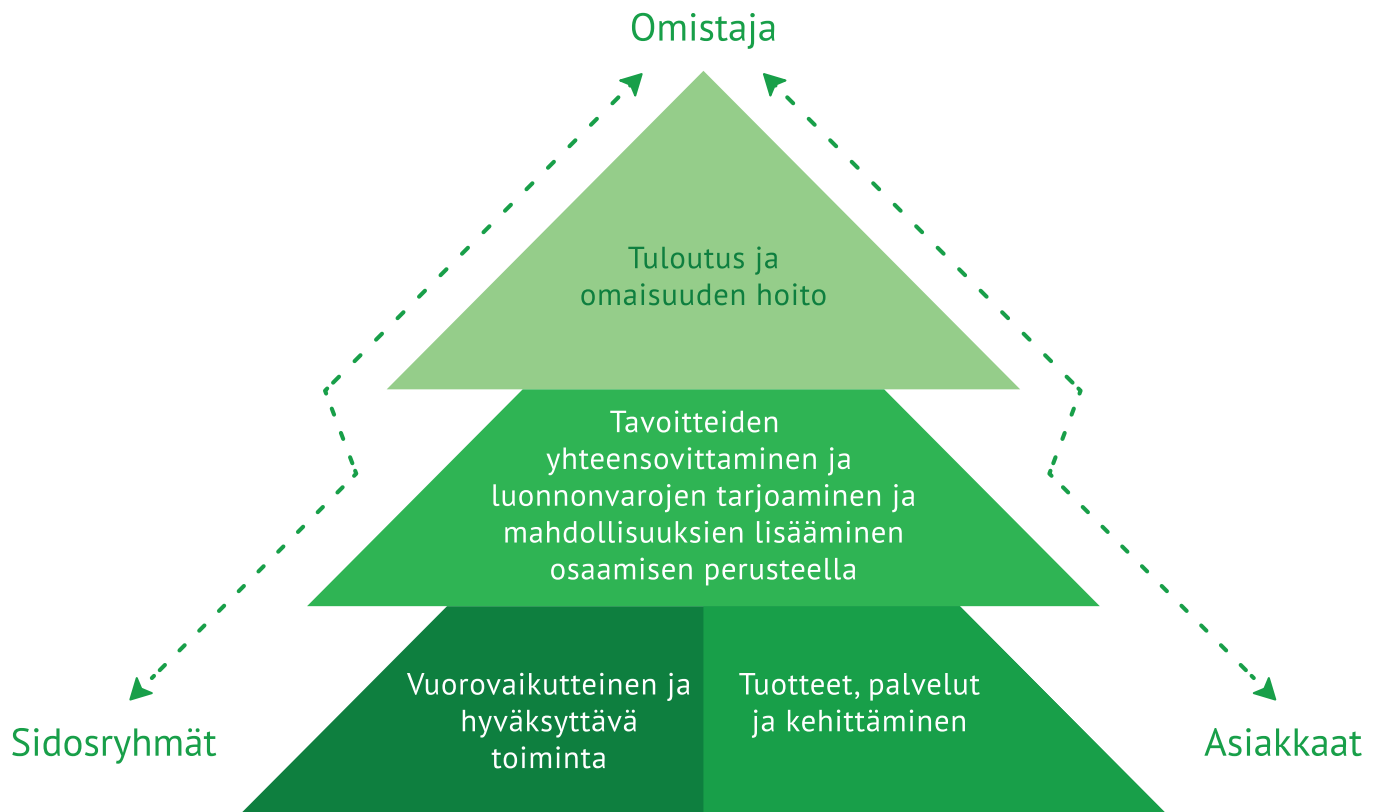 Omistaja
Tuloutus ja
omaisuuden hoito
Tavoitteiden
yhteensovittaminen ja
luonnonvarojen tarjoaminen ja
mahdollisuuksien lisääminen
osaamisen perusteella
Vuorovaikutteinen ja
hyväksyttävä
toiminta
Tuotteet, palvelut
ja kehittäminen
Sidosryhmät
Asiakkaat